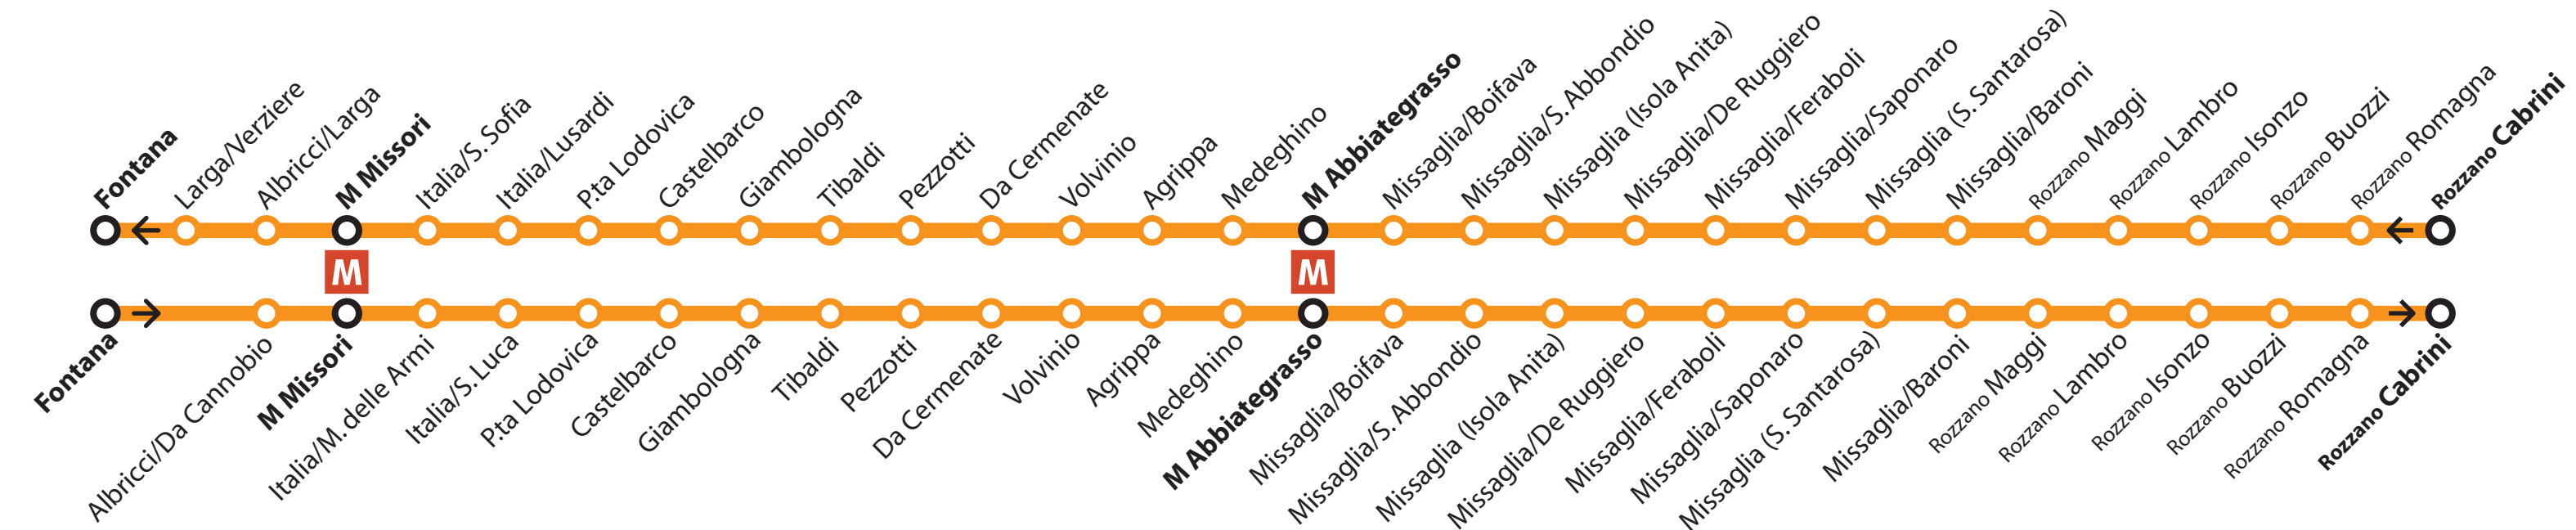 Fontana
Larga/Verziere
Albricci/Larga
M Missori
Italia/S. Sofia
Italia/Lusardi
P.ta Lodovica
Castelbarco
Giambologna
Tibaldi
Pezzotti
Da Cermenate
Volvinio
Agrippa
Medeghino
M Abbiategrasso
Missaglia/Boifava
Missaglia/S. Abbondio
Missaglia (Isola Anita)
Missaglia/De Ruggiero
Missaglia/Feraboli
Missaglia/Saponaro
Missaglia (S. Santarosa)
Missaglia/Baroni
Rozzano Maggi
Rozzano Lambro
Rozzano Isonzo
Rozzano Buozzi
Rozzano Romagna
Rozzano Cabrini
M
M
Fontana
Albricci/Da Cannobio
M Missori
Italia/M. delle Armi
Italia/S. Luca
P.ta Lodovica
Castelbarco
Giambologna
Tibaldi
Pezzotti
Da Cermenate
Volvinio
Agrippa
Medeghino
M Abbiategrasso
Missaglia/Boifava
Missaglia/S. Abbondio
Missaglia (Isola Anita)
Missaglia/De Ruggiero
Missaglia/Feraboli
Missaglia/Saponaro
Missaglia (S. Santarosa)
Missaglia/Baroni
Rozzano Maggi
Rozzano Lambro
Rozzano Isonzo
Rozzano Buozzi
Rozzano Romagna
Rozzano Cabrini